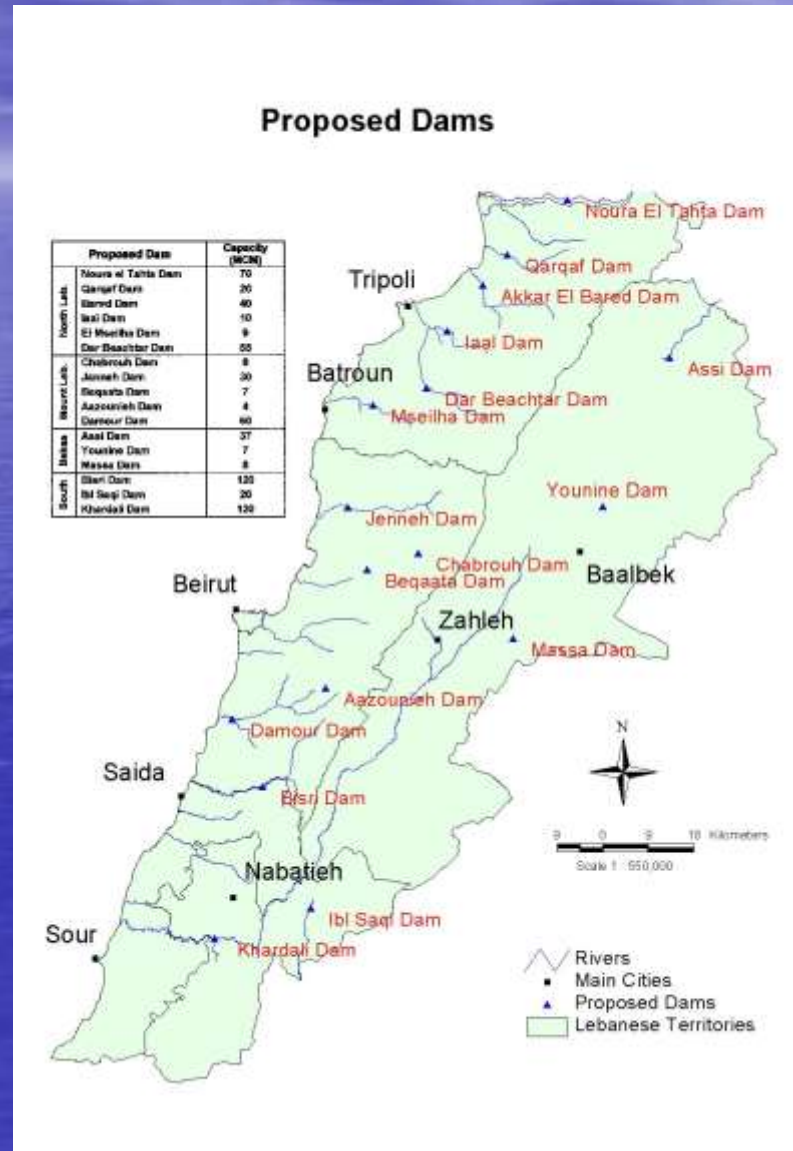 Proposed Dams
Proposed Dam Capacity (MCM)
North Leb.
Noura el Tahta Dam 70
Qarqaf Dam 20
Bared Dam 40
Iaal Dam 10
El Mseilha Dam 9
Dar Beachtar Dam 55
Mount Leb.
Chabrouh Dam 8
Jenneh Dam 30
Beqaata Dam 7
Aazounieh Dam 4
Damour Dam 60
Bekaa
Assi Dam 37
Younine Dam 7
Massa Dam 8
South
Bisri Dam 120
Ibl Saqi Dam 20
Khardali Dam 120
Noura El Tahta Dam
Qarqaf Dam
Tripoli
Akkar El Bared Dam
Iaal Dam
Assi Dam
Batroun
Dar Beachtar Dam
Mseilha Dam
Younine Dam
Jenneh Dam
Chabrouh Dam
Beqaata Dam
Baalbek
Beirut
Zahleh
Massa Dam
Aazounieh Dam
Damour Dam
N
Saida
Bisri Dam
9 0 9 18 Kilometers
Scale 1 : 550,000
Nabatieh
Ibl Saqi Dam
Sour
Khardali Dam
Rivers
Main Cities
Proposed Dams
Lebanese Territories